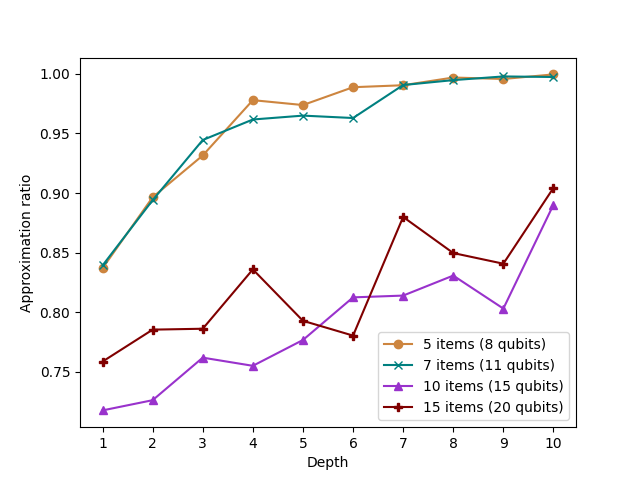 1.00
0.95
0.90
0.85
0.80
0.75
Approximation ratio
5 items (8 qubits)
7 items (11 qubits)
10 items (15 qubits)
15 items (20 qubits)
1 2 3 4 5 6 7 8 9 10
Depth